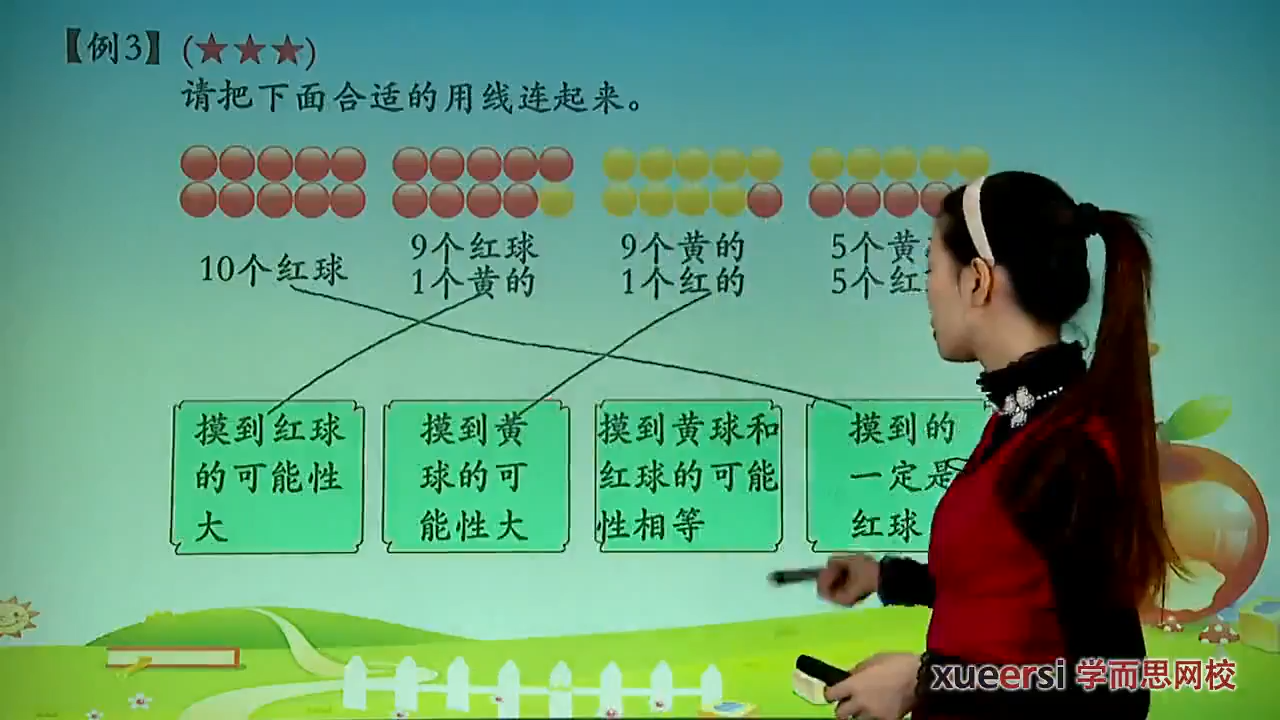 【例3】(★★★)
请把下面合适的用线连起来。
10个红球
9个红球
1个黄的
9个黄的
1个红的
5个黄
5个红
摸到红球
的可能性
大
摸到黄
球的可
能性大
摸到黄球和
红球的可能
性相等
摸到的
一定是
红球
xueersi 学而思网校